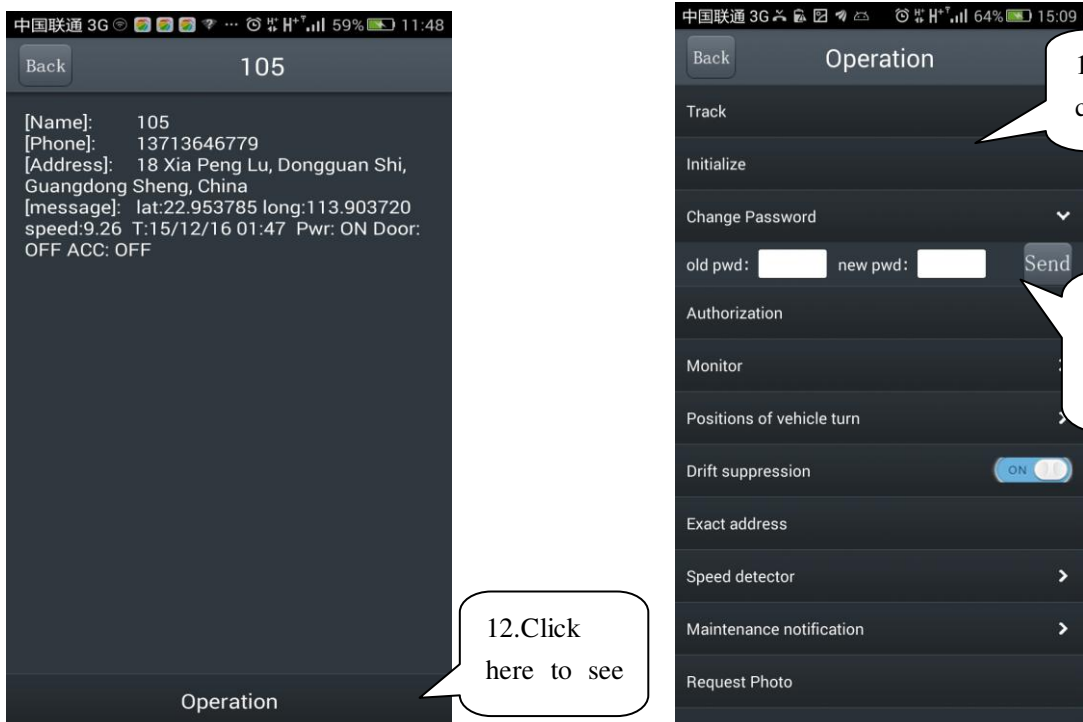 中国联通 3G 59% 11:48
Back 105
[Name]: 105
[Phone]: 13713646779
[Address]: 18 Xia Peng Lu, Dongguan Shi,
Guangdong Sheng, China
[message]: lat:22.953785 long:113.903720
speed:9.26 T:15/12/16 01:47 Pwr: ON Door:
OFF ACC: OFF
Operation
12.Click
here to see
中国联通 3G 64% 15:09
Back Operation
Track
Initialize
Change Password
old pwd: new pwd: Send
Authorization
Monitor
Positions of vehicle turn
Drift suppression ON
Exact address
Speed detector
Maintenance notification
Request Photo